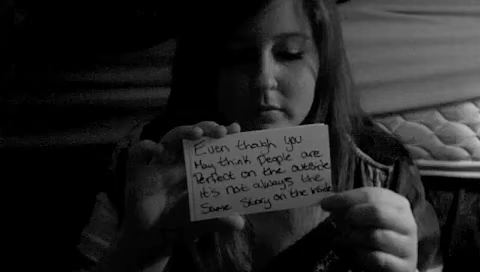 Even though you
May think people are
Perfect on the outside
it's not always the
Same story on the inside